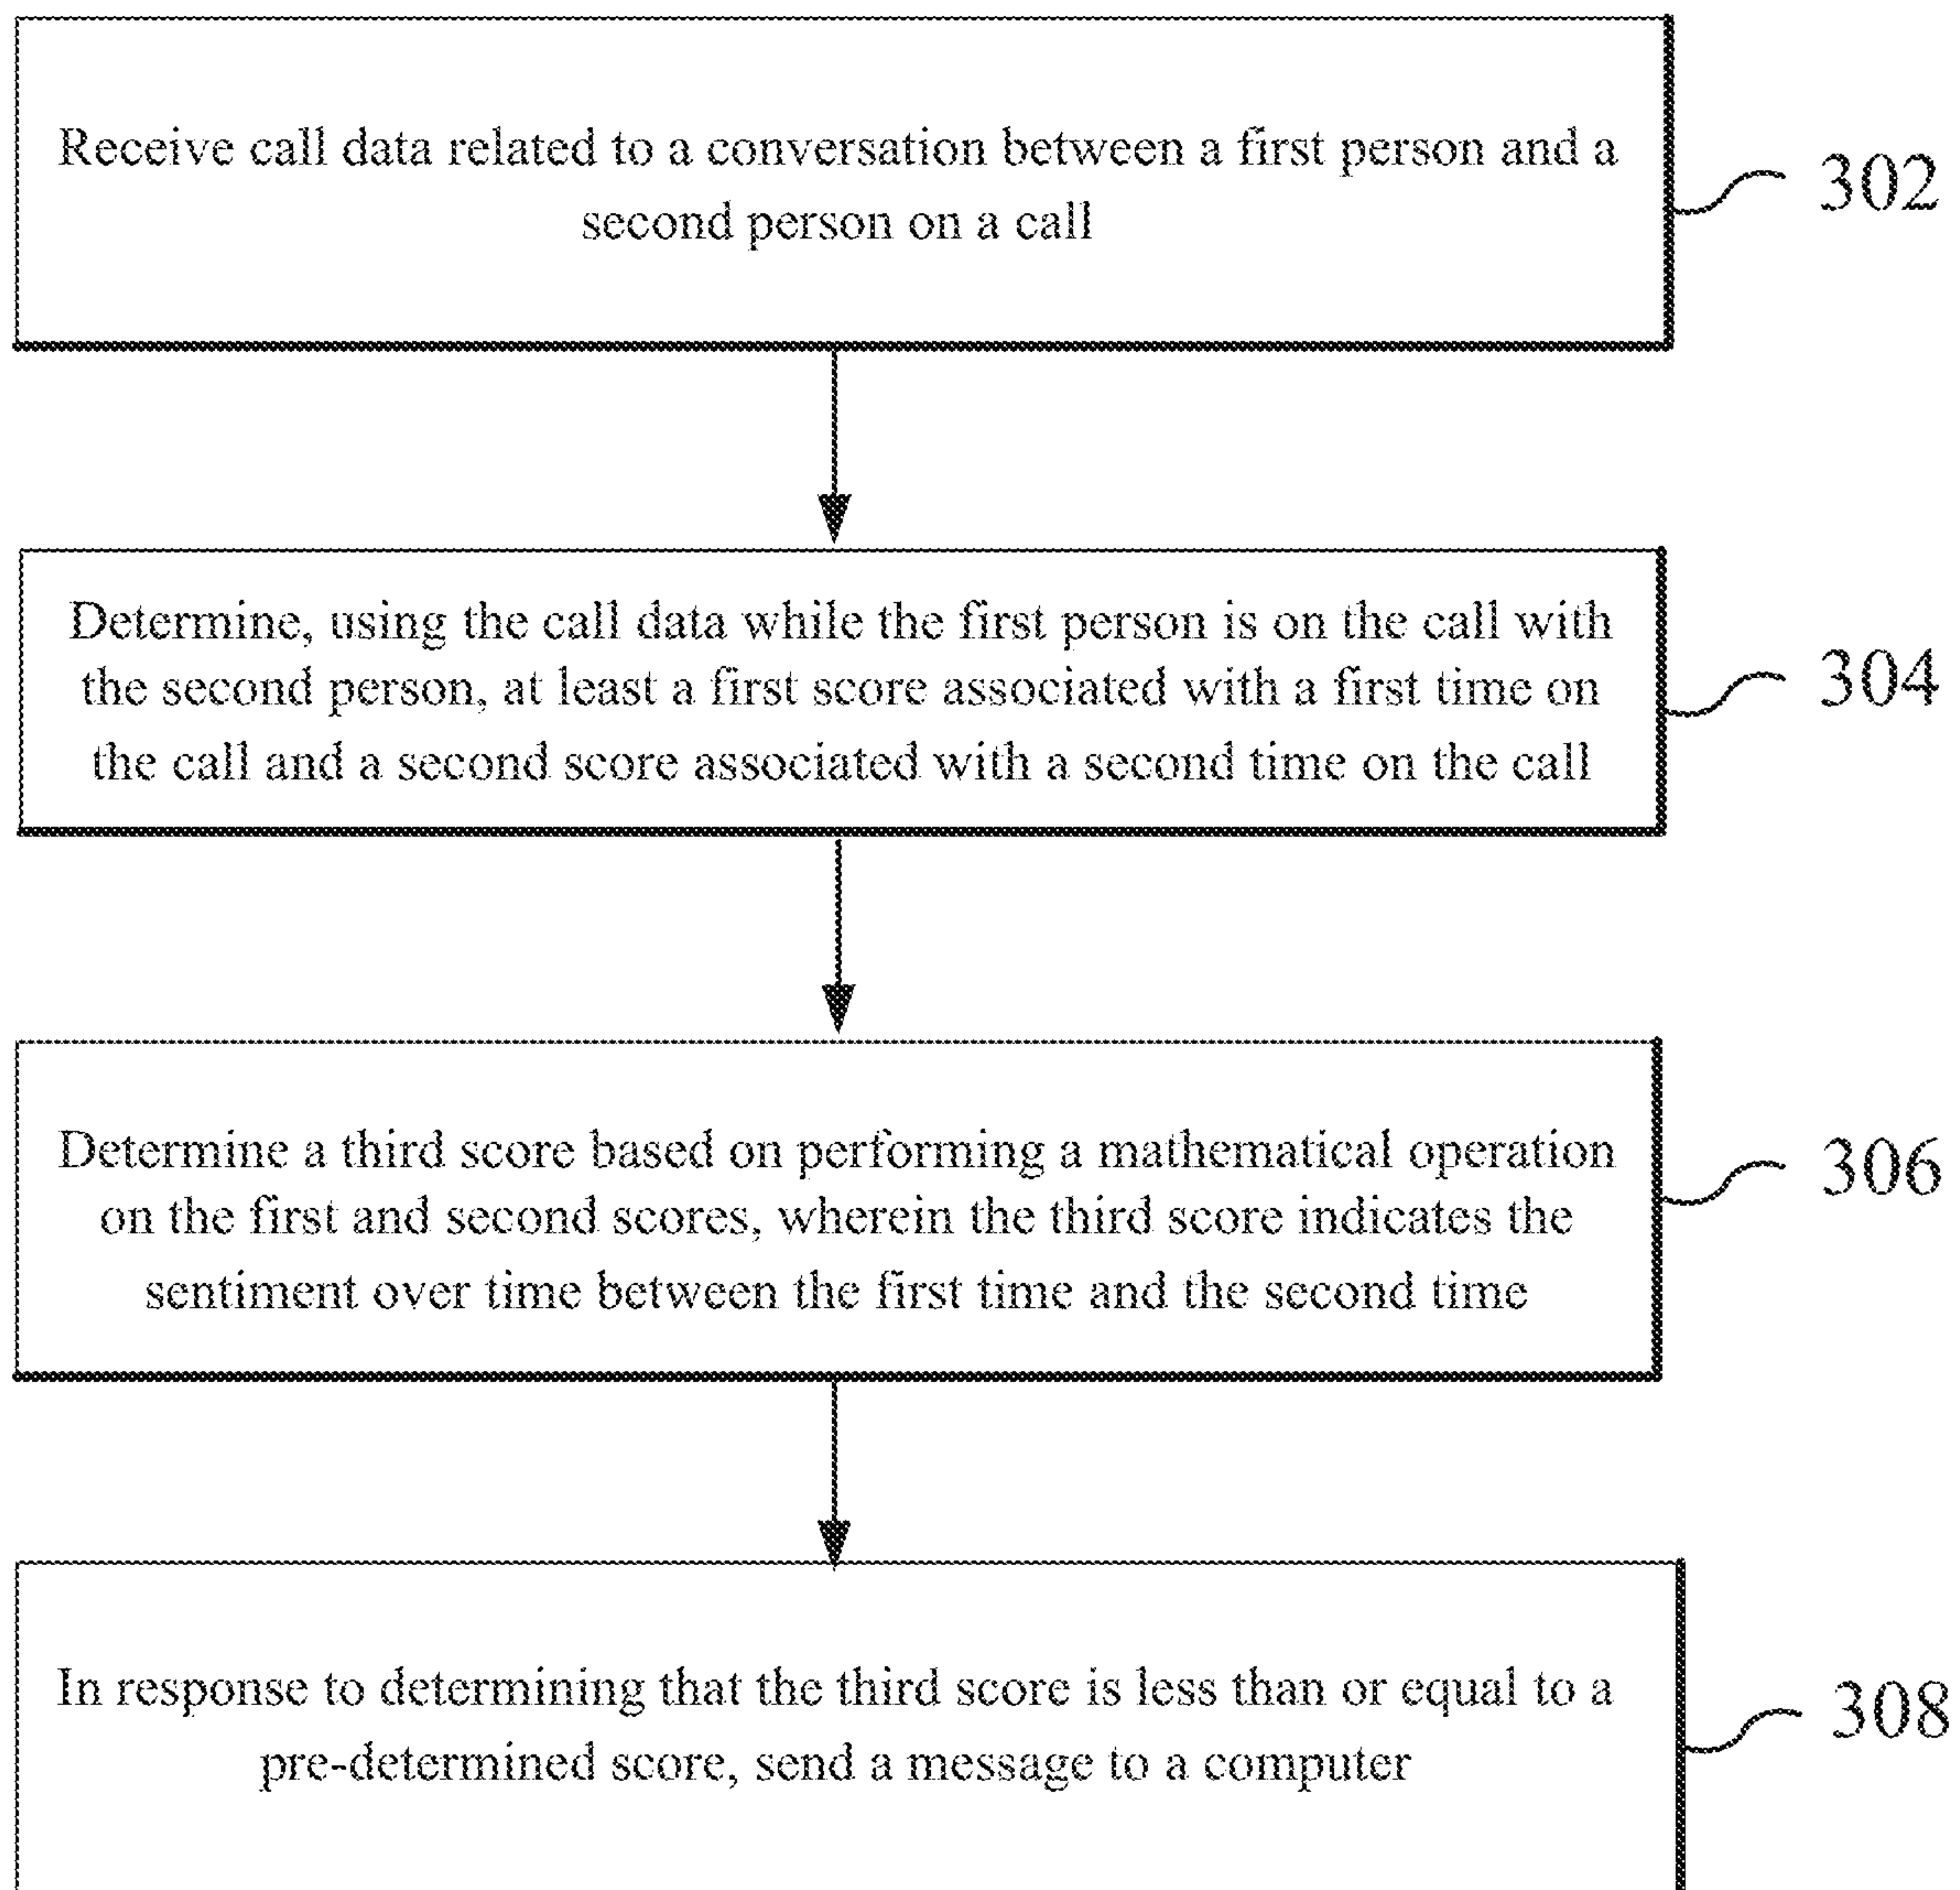 Receive call data related to a conversation between a first person and a
second person on a call
302
Determine, using the call data while the first person is on the call with
the second person, at least a first score associated with a first time on
the call and a second score associated with a second time on the call
304
Determine a third score based on performing a mathematical operation
on the first and second scores, wherein the third score indicates the
sentiment over time between the first time and the second time
306
In response to determining that the third score is less than or equal to a
pre-determined score, send a message to a computer
308